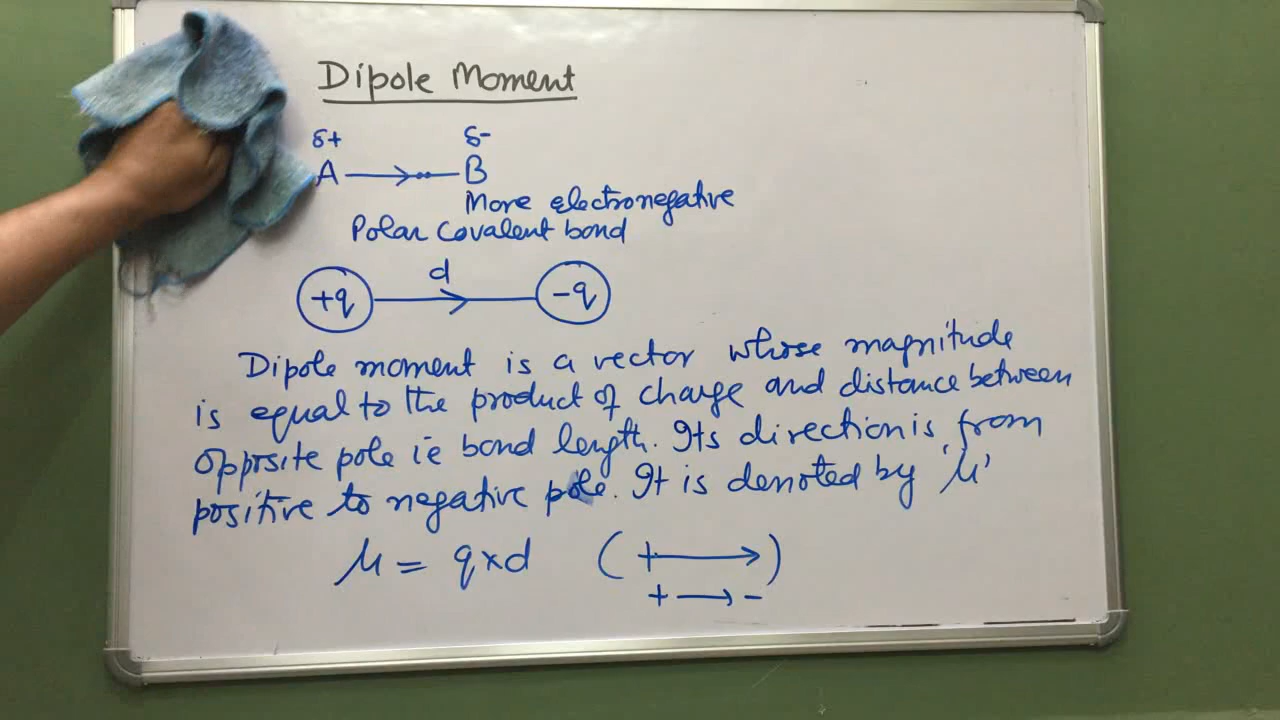 Dipole Moment
δ+ δ-
A B
More electronegative
Polar Covalent bond
d
+q -q
Dipole moment is a vector whose magnitude
is equal to the product of charge and distance between
opposite pole ie bond length. Its direction is from
positive to negative pole. It is denoted by 'μ'
μ = q×d ( +→ )
+ → -